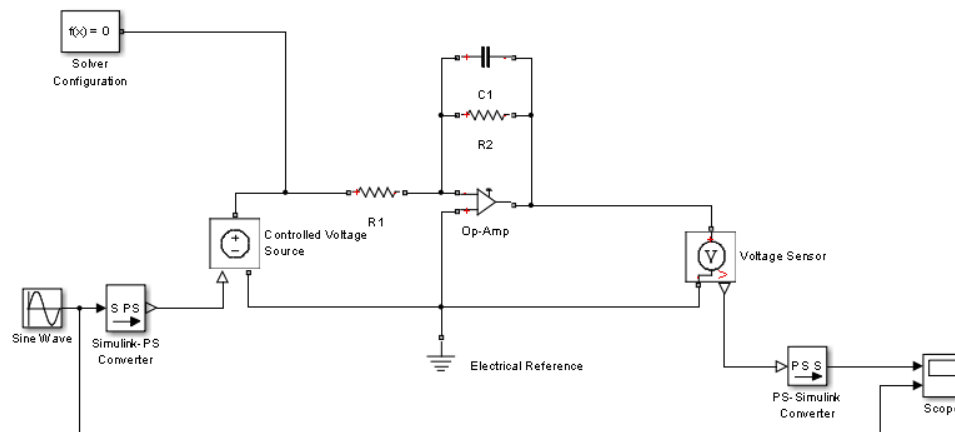 f(x) = 0
Solver
Configuration
C1
R2
R1
Op-Amp
Controlled Voltage
Source
V
Voltage Sensor
Sine Wave
S PS
Simulink-PS
Converter
Electrical Reference
PS S
PS-Simulink
Converter
Scope